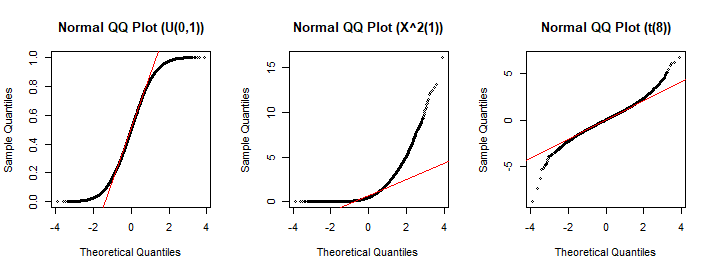 Normal QQ Plot (U(0,1))
Sample Quantiles
0.0 0.2 0.4 0.6 0.8 1.0
-4 -2 0 2 4
Theoretical Quantiles
Normal QQ Plot (X^2(1))
Sample Quantiles
0 5 10 15
-4 -2 0 2 4
Theoretical Quantiles
Normal QQ Plot (t(8))
Sample Quantiles
-5 0 5
-4 -2 0 2 4
Theoretical Quantiles